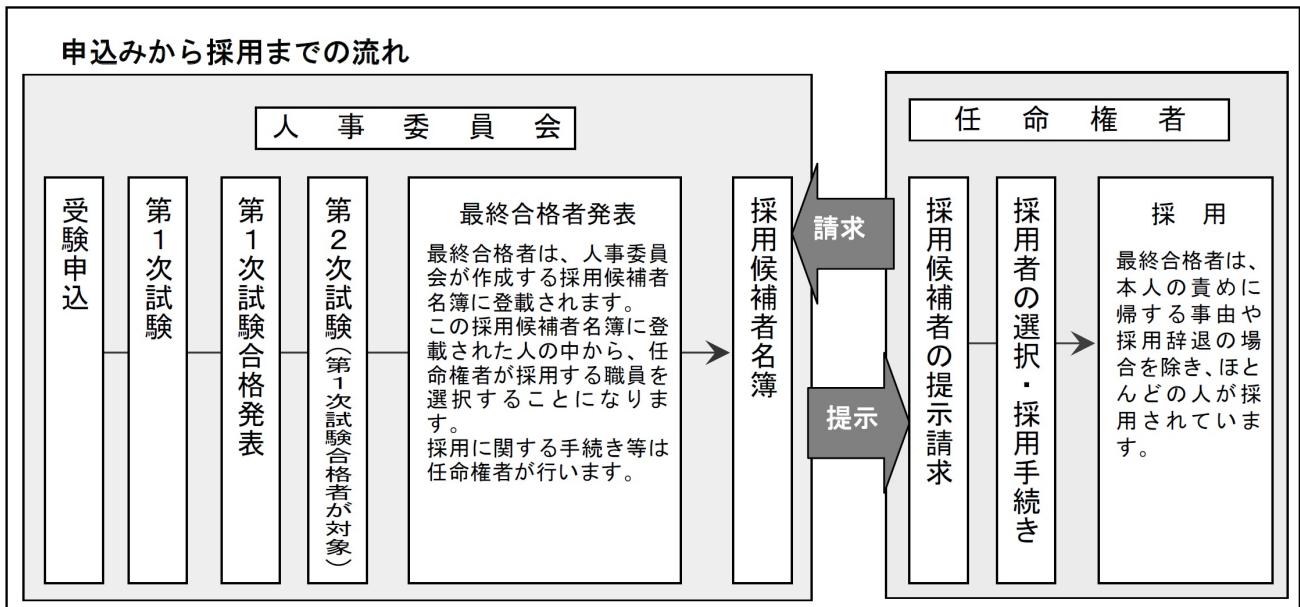 申込みから採用までの流れ
人事委員会
受験申込
第1次試験
第1次試験合格発表
第2次試験(第1次試験合格者が対象)
最終合格者発表
最終合格者は、人事委員
会が作成する採用候補者
名簿に登載されます。
この採用候補者名簿に登
載された人の中から、任
命権者が採用する職員を
選択することになりま
す。
採用に関する手続き等は
任命権者が行います。
採用候補者名簿
請求
提示
任命権者
採用候補者の提示請求
採用者の選択・採用手続き
採用
最終合格者は、
本人の責めに
帰する事由や
採用辞退の場
合を除き、ほと
んどの人が採
用されていま
す。